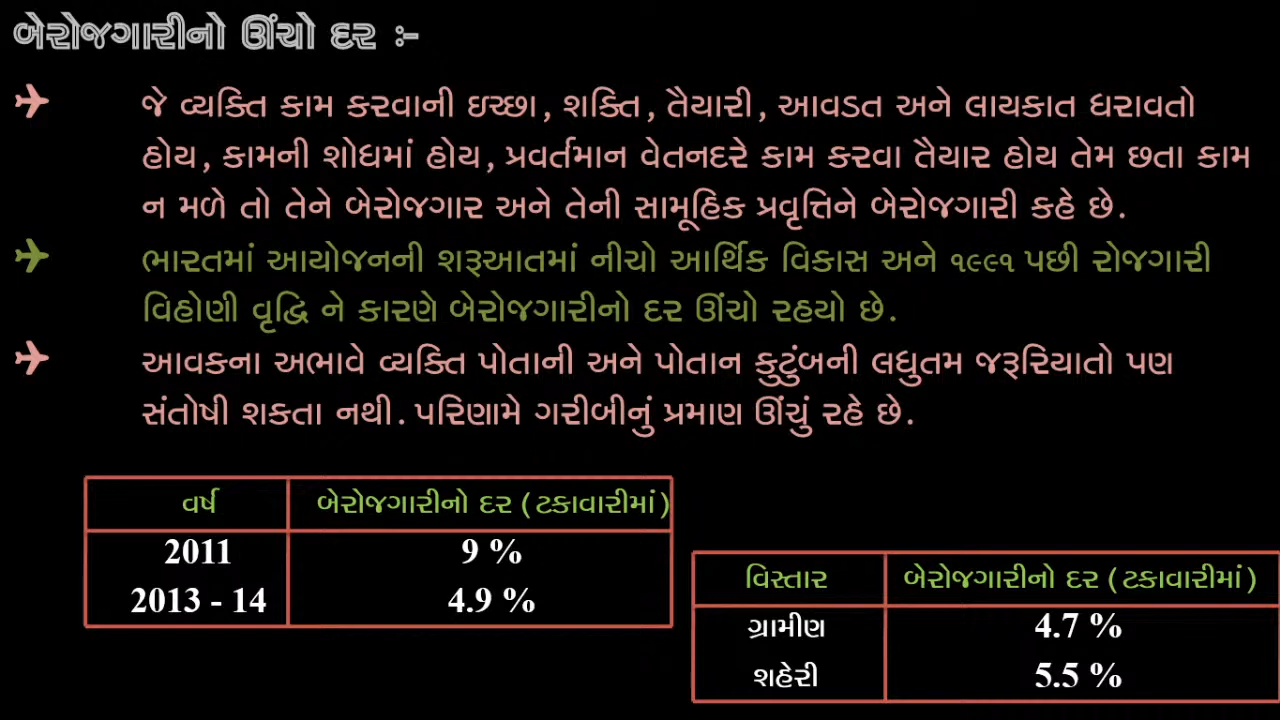 બેરોજગારીનો ઊંચો દર :-
જે વ્યક્તિ કામ કરવાની ઇચ્છા, શક્તિ, તૈયારી, આવડત અને લાયકાત ધરાવતો
હોય, કામની શોધમાં હોય, પ્રવર્તમાન વેતનદરે કામ કરવા તૈયાર હોય તેમ છતા કામ
ન મળે તો તેને બેરોજગાર અને તેની સામૂહિક પ્રવૃત્તિને બેરોજગારી કહે છે.
ભારતમાં આયોજનની શરૂઆતમાં નીચો આર્થિક વિકાસ અને ૧૯૯૧ પછી રોજગારી
વિહોણી વૃદ્ધિ ને કારણે બેરોજગારીનો દર ઊંચો રહયો છે.
આવકના અભાવે વ્યક્તિ પોતાની અને પોતાન કુટુંબની લઘુતમ જરૂરિયાતો પણ
સંતોષી શકતા નથી. પરિણામે ગરીબીનું પ્રમાણ ઊંચું રહે છે.
વર્ષ બેરોજગારીનો દર (ટકાવારીમાં)
2011 9 %
2013 - 14 4.9 %
વિસ્તાર બેરોજગારીનો દર (ટકાવારીમાં)
ગ્રામીણ 4.7 %
શહેરી 5.5 %